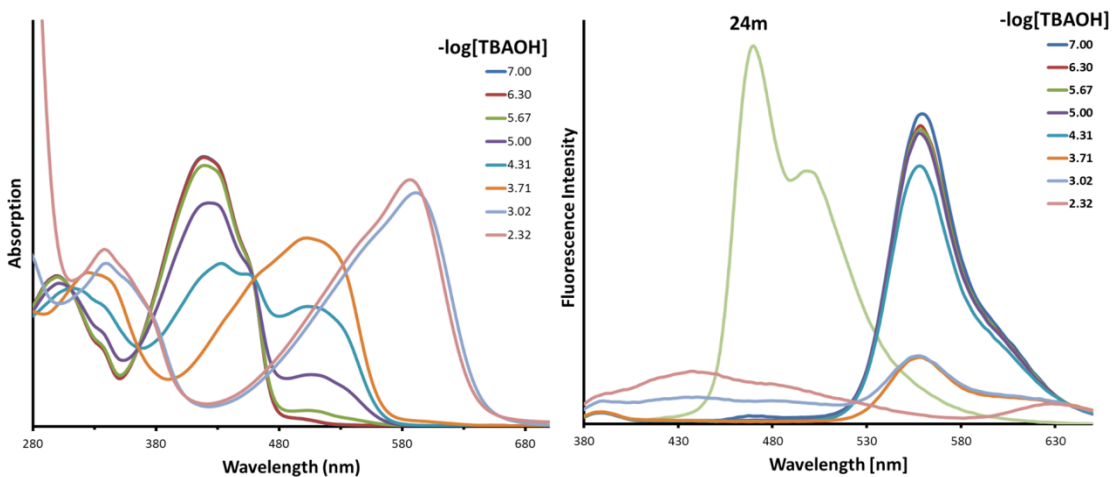 -log[TBAOH]
7.00
6.30
5.67
5.00
4.31
3.71
3.02
2.32
Absorption
280 380 480 580 680
Wavelength (nm)
24m
-log[TBAOH]
7.00
6.30
5.67
5.00
4.31
3.71
3.02
2.32
Fluorescence Intensity
380 430 480 530 580 630
Wavelength [nm]